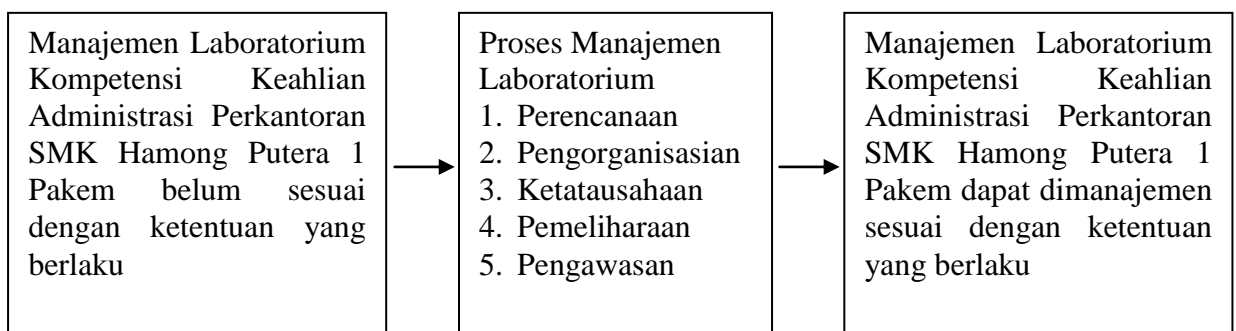 Manajemen Laboratorium
Kompetensi Keahlian
Administrasi Perkantoran
SMK Hamong Putera 1
Pakem belum sesuai
dengan ketentuan yang
berlaku
Proses Manajemen
Laboratorium
1. Perencanaan
2. Pengorganisasian
3. Ketatausahaan
4. Pemeliharaan
5. Pengawasan
Manajemen Laboratorium
Kompetensi Keahlian
Administrasi Perkantoran
SMK Hamong Putera 1
Pakem dapat dimanajemen
sesuai dengan ketentuan
yang berlaku